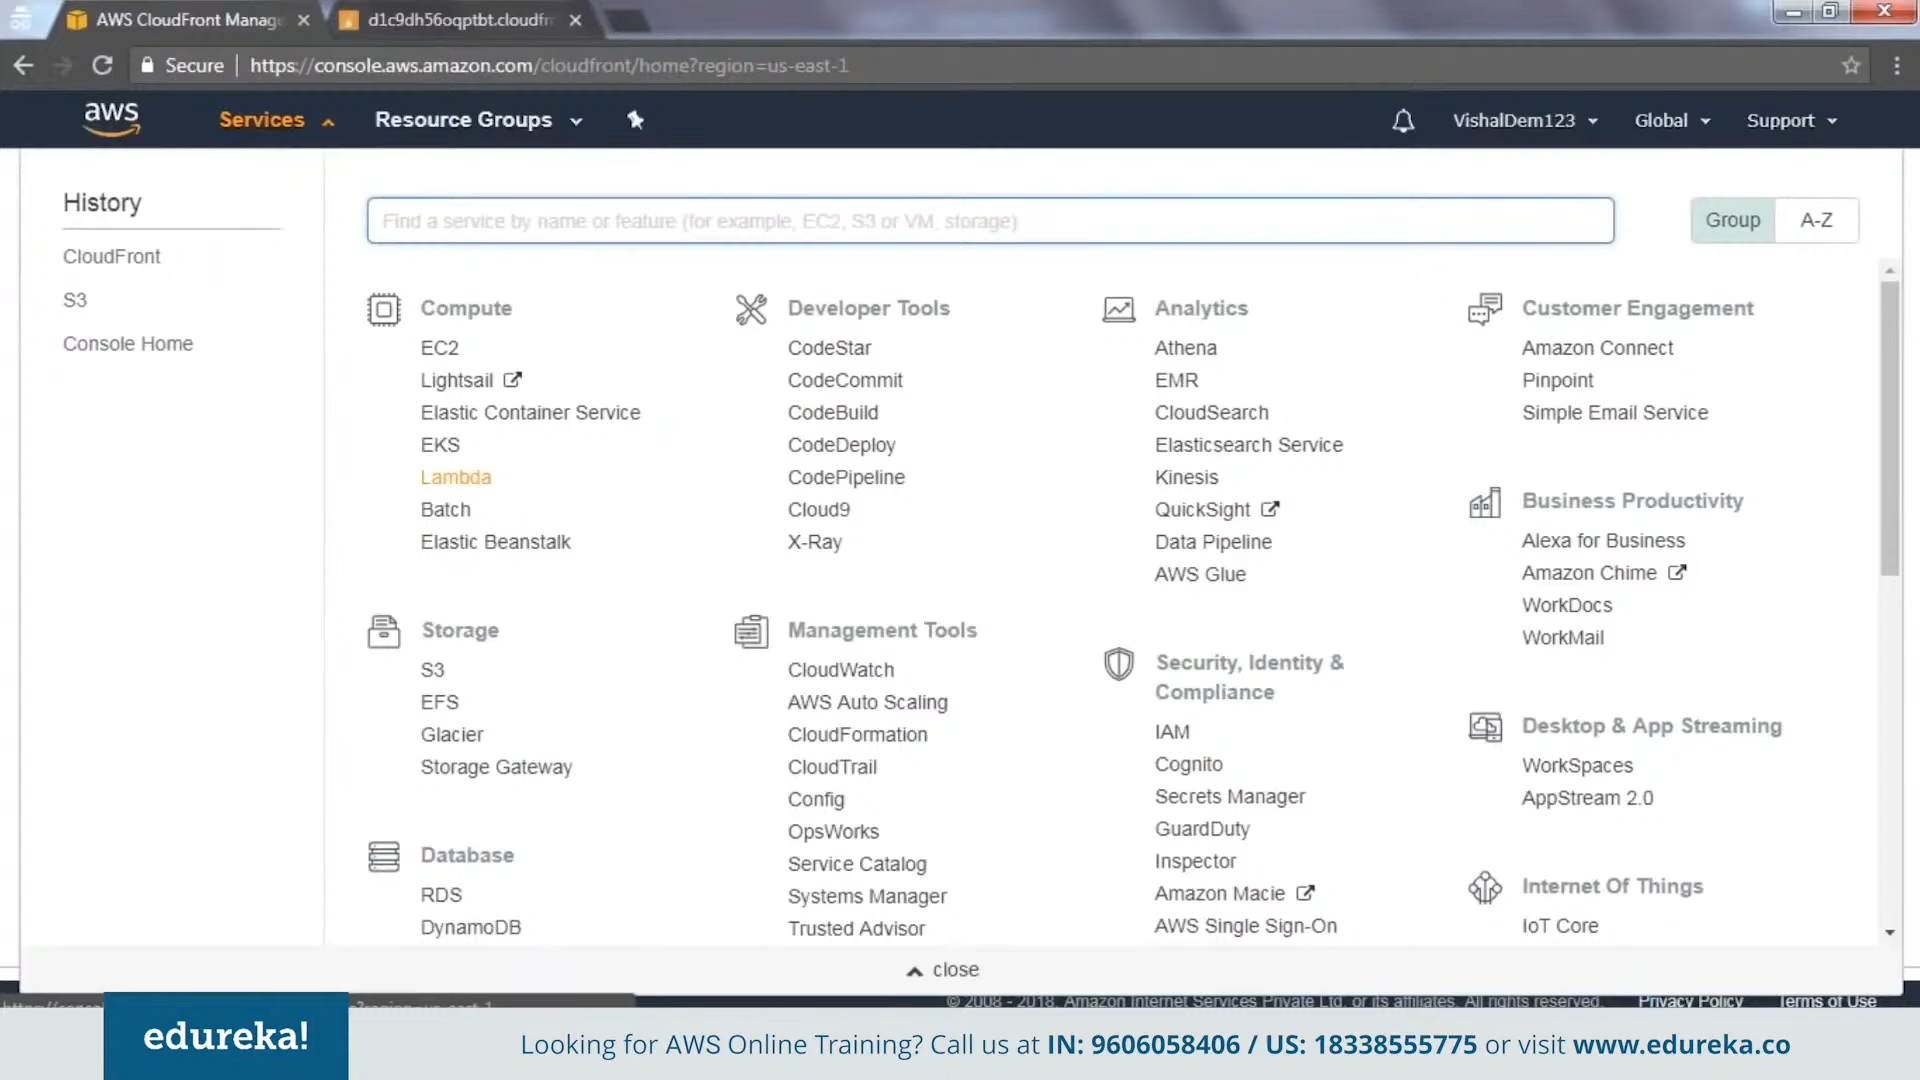 AWS CloudFront Manag
d1c9dh56oqptbt.cloudfr
Secure
https://console.aws.amazon.com/cloudfront/home?region=us-east-1
aws
Services
Resource Groups
VishalDem123
Global
Support
History
CloudFront
S3
Console Home
Find a service by name or feature (for example, EC2, S3 or VM, storage)
Group
A-Z
Compute
EC2
Lightsail
Elastic Container Service
EKS
Lambda
Batch
Elastic Beanstalk
Storage
S3
EFS
Glacier
Storage Gateway
Database
RDS
DynamoDB
Developer Tools
CodeStar
CodeCommit
CodeBuild
CodeDeploy
CodePipeline
Cloud9
X-Ray
Management Tools
CloudWatch
AWS Auto Scaling
CloudFormation
CloudTrail
Config
OpsWorks
Service Catalog
Systems Manager
Trusted Advisor
Analytics
Athena
EMR
CloudSearch
Elasticsearch Service
Kinesis
QuickSight
Data Pipeline
AWS Glue
Security, Identity &
Compliance
IAM
Cognito
Secrets Manager
GuardDuty
Inspector
Amazon Macie
AWS Single Sign-On
Customer Engagement
Amazon Connect
Pinpoint
Simple Email Service
Business Productivity
Alexa for Business
Amazon Chime
WorkDocs
WorkMail
Desktop & App Streaming
WorkSpaces
AppStream 2.0
Internet Of Things
IoT Core
close
© 2008 - 2018, Amazon Internet Services Private Ltd. or its affiliates. All rights reserved.
Privacy Policy
Terms of Use
edureka!
Looking for AWS Online Training? Call us at IN: 9606058406 / US: 18338555775 or visit www.edureka.co